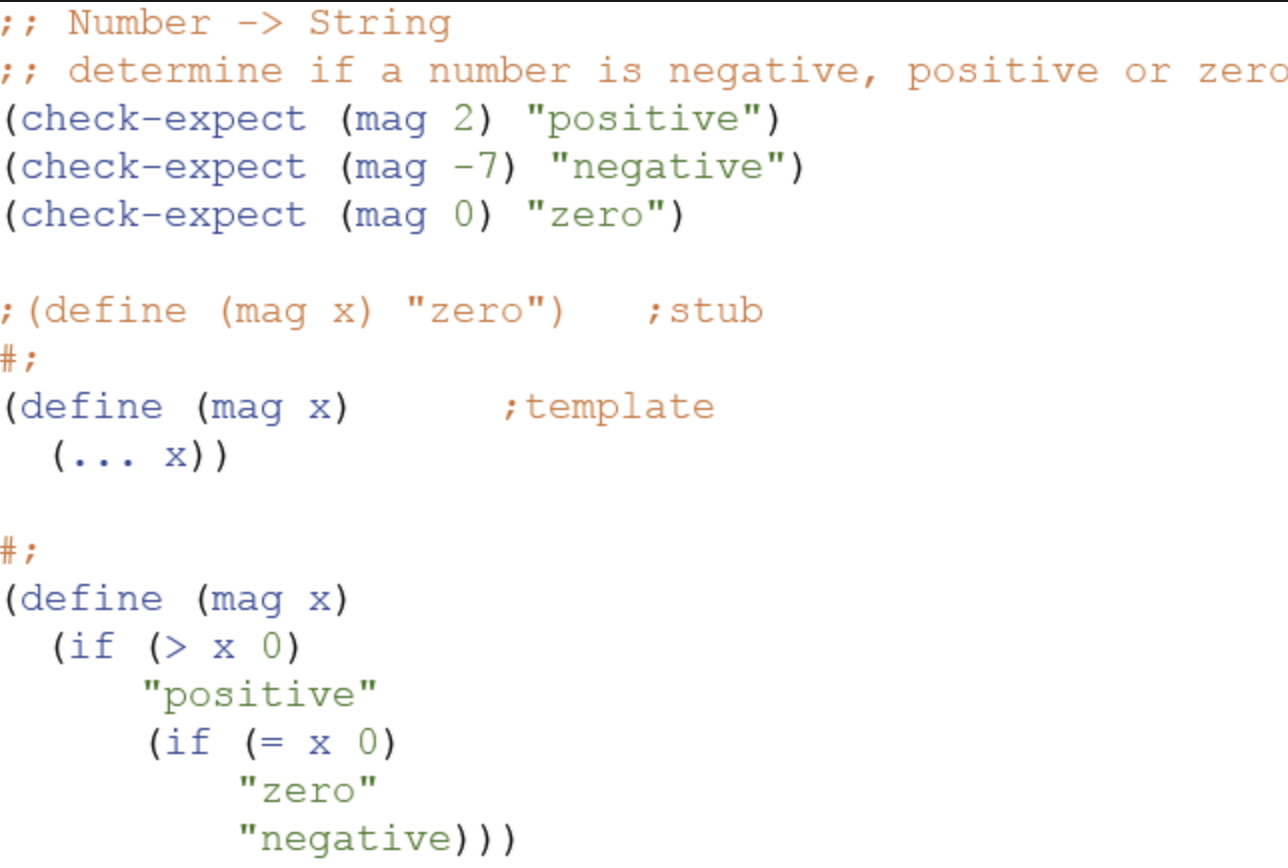 ;; Number -> String
;; determine if a number is negative, positive or zero
(check-expect (mag 2) "positive")
(check-expect (mag -7) "negative")
(check-expect (mag 0) "zero")
;(define (mag x) "zero")   ;stub
#;
(define (mag x)      ;template
  (... x))
#;
(define (mag x)
  (if (> x 0)
      "positive"
      (if (= x 0)
          "zero"
          "negative)))